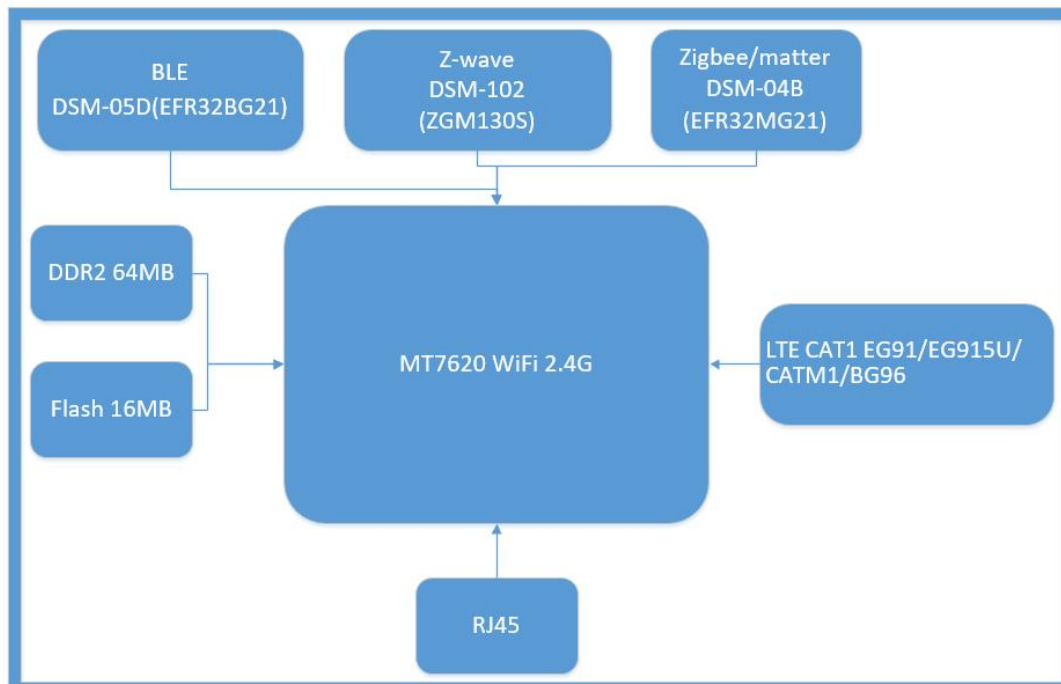 BLE
DSM-05D(EFR32BG21)
Z-wave
DSM-102
(ZGM130S)
Zigbee/matter
DSM-04B
(EFR32MG21)
DDR2 64MB
Flash 16MB
MT7620 WiFi 2.4G
LTE CAT1 EG91/EG915U/
CATM1/BG96
RJ45